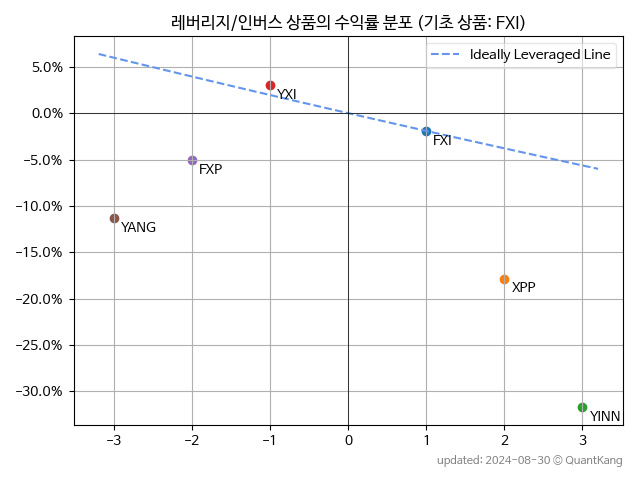 레버리지/인버스 상품의 수익률 분포 (기초 상품: FXI)
Ideally Leveraged Line
5.0%
0.0%
−5.0%
−10.0%
−15.0%
−20.0%
−25.0%
−30.0%
YXI
FXI
FXP
YANG
XPP
YINN
−3 −2 −1 0 1 2 3
updated: 2024-08-30 © QuantKang